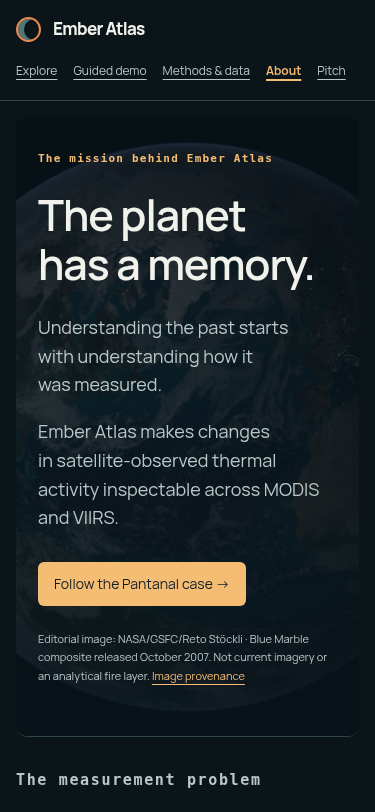 Ember Atlas
Explore Guided demo Methods & data About Pitch
The mission behind Ember Atlas
The planet
has a memory.
Understanding the past starts
with understanding how it
was measured.
Ember Atlas makes changes
in satellite-observed thermal
activity inspectable across MODIS
and VIIRS.
Follow the Pantanal case →
Editorial image: NASA/GSFC/Reto Stöckli · Blue Marble
composite released October 2007. Not current imagery or
an analytical fire layer. Image provenance
The measurement problem